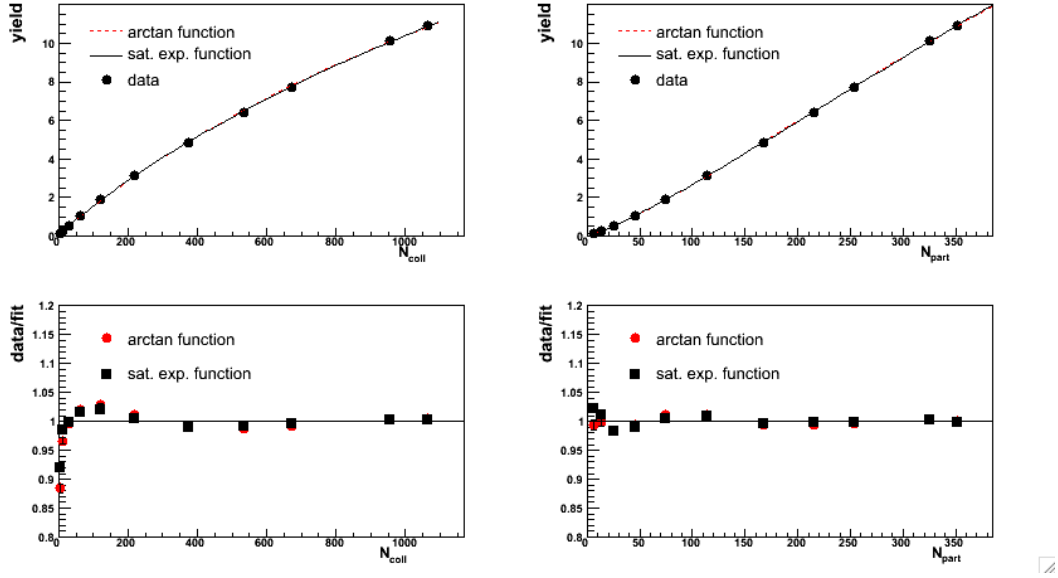 yield
arctan function
sat. exp. function
data
10
8
6
4
2
0
0 200 400 600 800 1000
N_coll
yield
arctan function
sat. exp. function
data
10
8
6
4
2
0
0 50 100 150 200 250 300 350
N_part
data/fit
1.2
1.15
1.1
1.05
1
0.95
0.9
0.85
0.8
arctan function
sat. exp. function
0 200 400 600 800 1000
N_coll
data/fit
1.2
1.15
1.1
1.05
1
0.95
0.9
0.85
0.8
arctan function
sat. exp. function
0 50 100 150 200 250 300 350
N_part